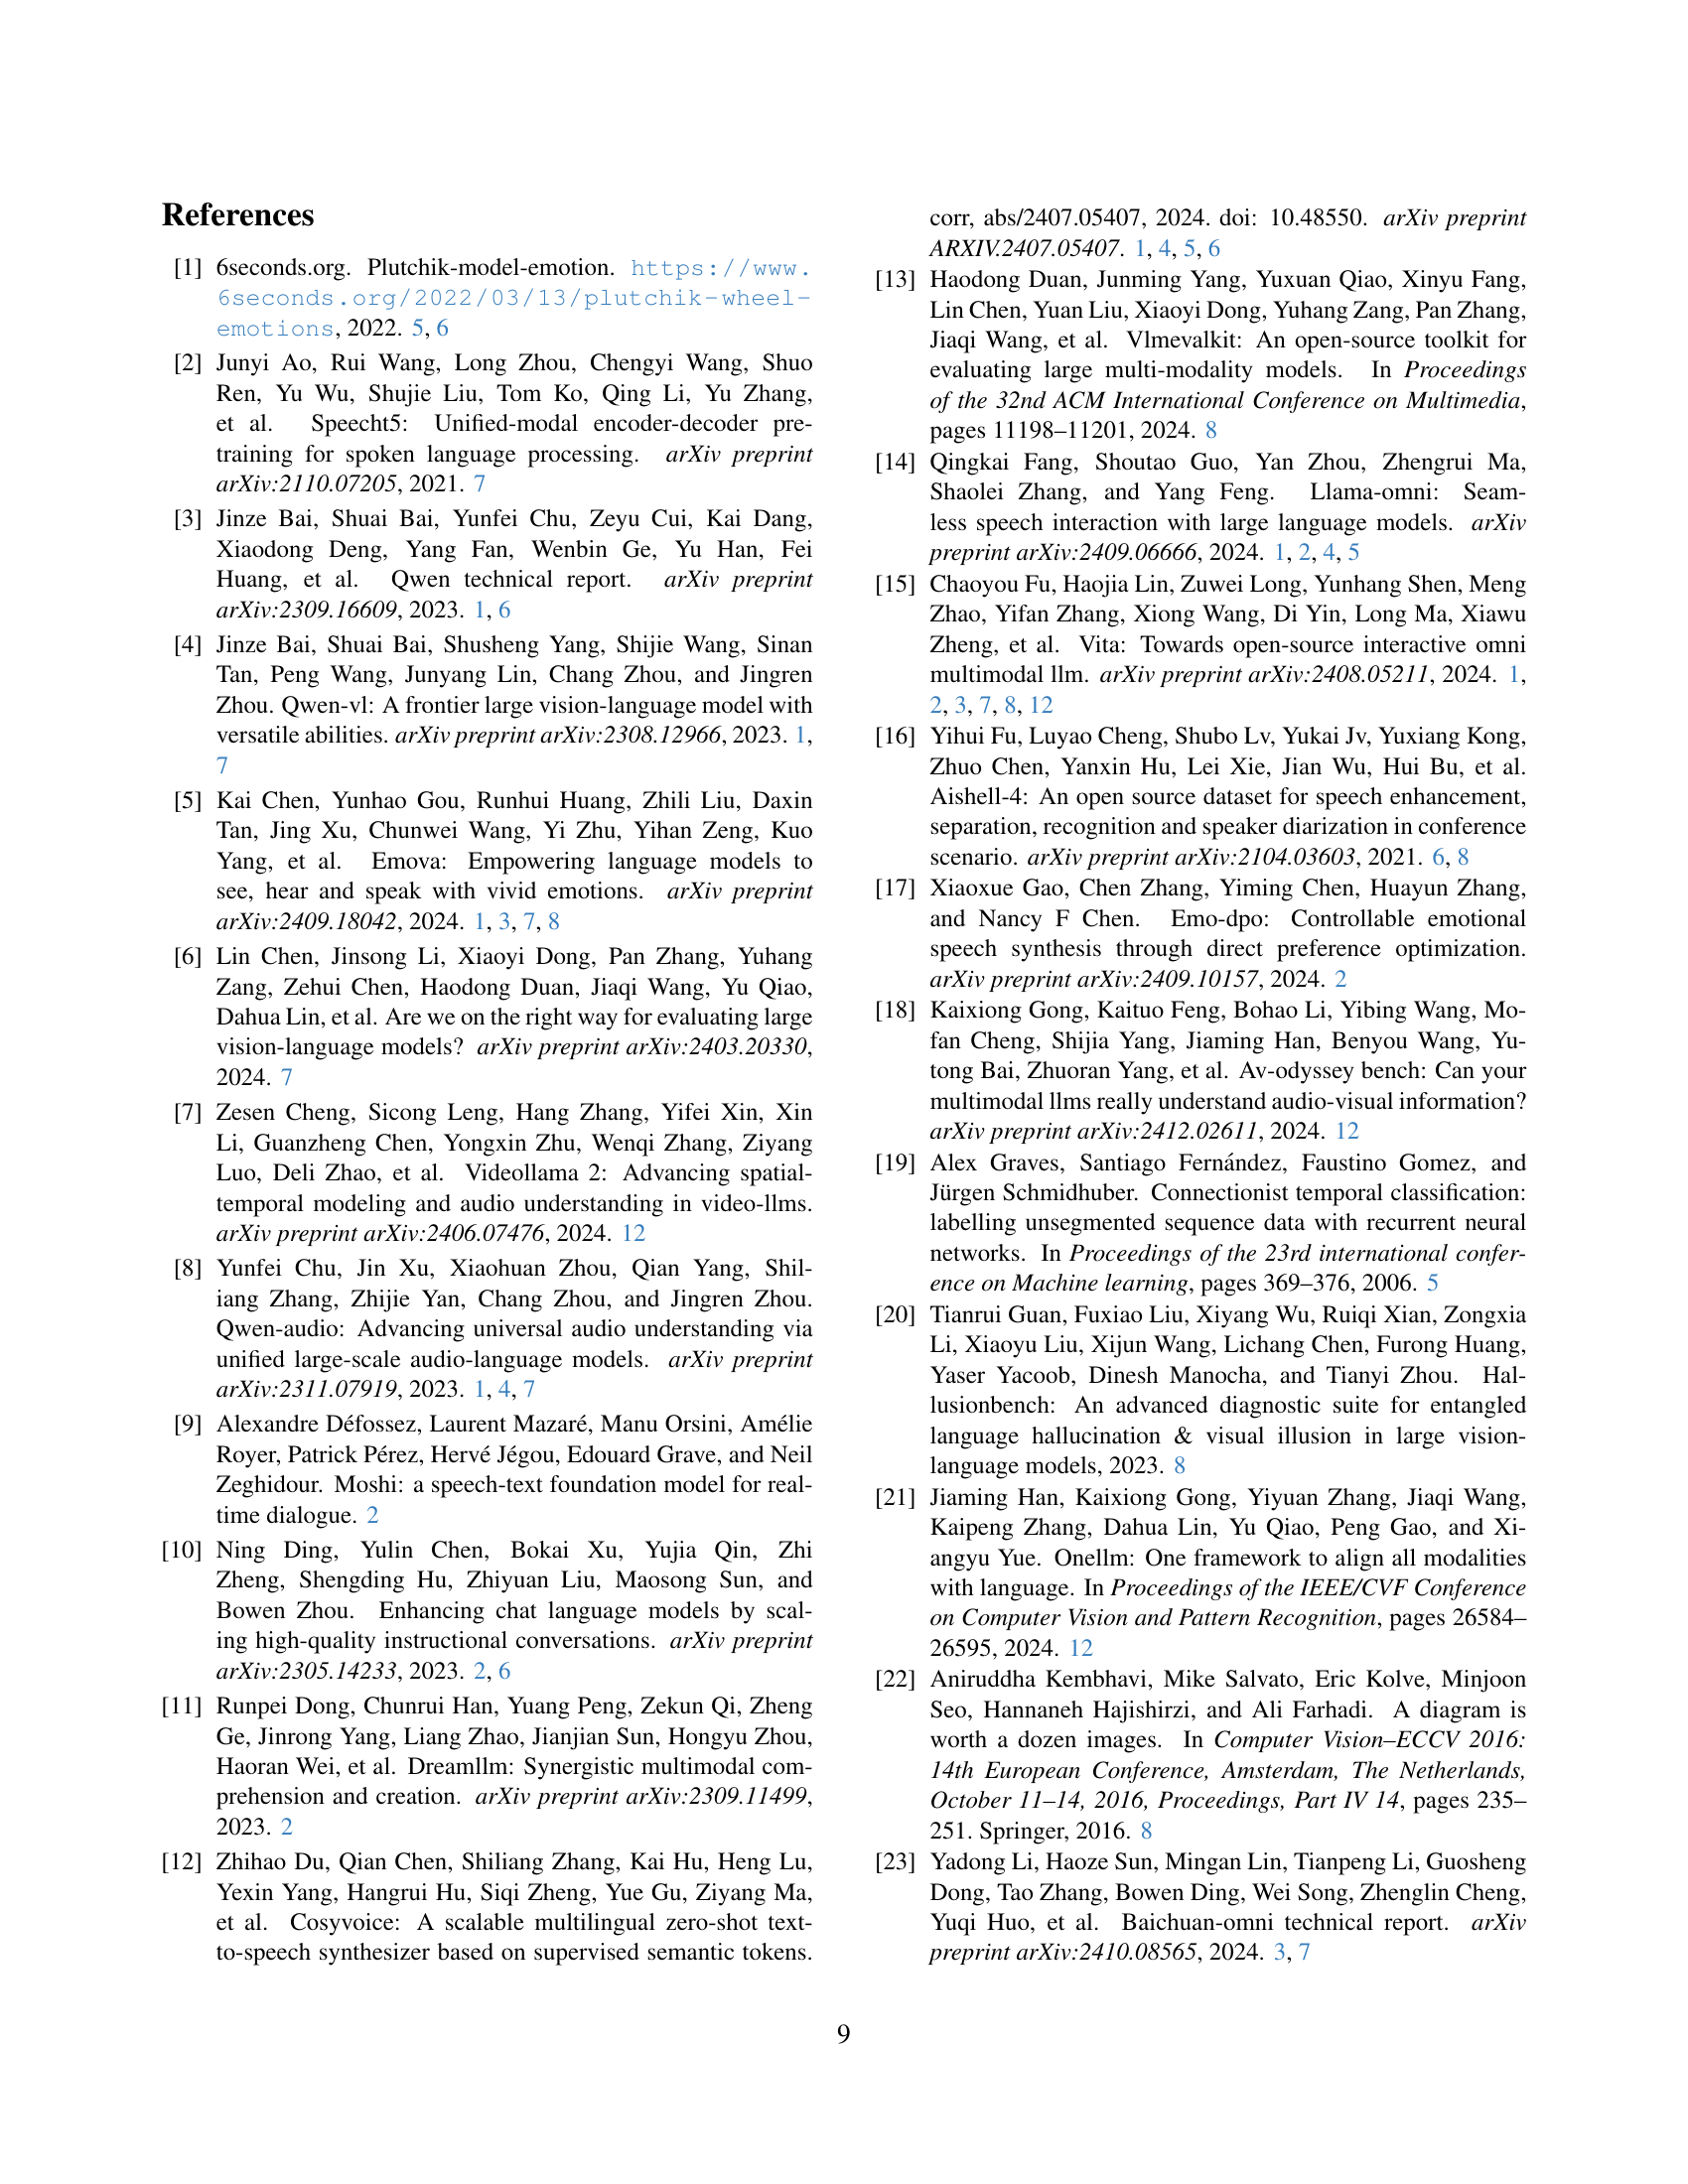 References
[1] 6seconds.org. Plutchik-model-emotion. https://www.
6seconds.org/2022/03/13/plutchik-wheel-
emotions, 2022. 5, 6
[2] Junyi Ao, Rui Wang, Long Zhou, Chengyi Wang, Shuo
Ren, Yu Wu, Shujie Liu, Tom Ko, Qing Li, Yu Zhang,
et al. Speecht5: Unified-modal encoder-decoder pre-
training for spoken language processing. arXiv preprint
arXiv:2110.07205, 2021. 7
[3] Jinze Bai, Shuai Bai, Yunfei Chu, Zeyu Cui, Kai Dang,
Xiaodong Deng, Yang Fan, Wenbin Ge, Yu Han, Fei
Huang, et al. Qwen technical report. arXiv preprint
arXiv:2309.16609, 2023. 1, 6
[4] Jinze Bai, Shuai Bai, Shusheng Yang, Shijie Wang, Sinan
Tan, Peng Wang, Junyang Lin, Chang Zhou, and Jingren
Zhou. Qwen-vl: A frontier large vision-language model with
versatile abilities. arXiv preprint arXiv:2308.12966, 2023. 1,
7
[5] Kai Chen, Yunhao Gou, Runhui Huang, Zhili Liu, Daxin
Tan, Jing Xu, Chunwei Wang, Yi Zhu, Yihan Zeng, Kuo
Yang, et al. Emova: Empowering language models to
see, hear and speak with vivid emotions. arXiv preprint
arXiv:2409.18042, 2024. 1, 3, 7, 8
[6] Lin Chen, Jinsong Li, Xiaoyi Dong, Pan Zhang, Yuhang
Zang, Zehui Chen, Haodong Duan, Jiaqi Wang, Yu Qiao,
Dahua Lin, et al. Are we on the right way for evaluating large
vision-language models? arXiv preprint arXiv:2403.20330,
2024. 7
[7] Zesen Cheng, Sicong Leng, Hang Zhang, Yifei Xin, Xin
Li, Guanzheng Chen, Yongxin Zhu, Wenqi Zhang, Ziyang
Luo, Deli Zhao, et al. Videollama 2: Advancing spatial-
temporal modeling and audio understanding in video-llms.
arXiv preprint arXiv:2406.07476, 2024. 12
[8] Yunfei Chu, Jin Xu, Xiaohuan Zhou, Qian Yang, Shil-
iang Zhang, Zhijie Yan, Chang Zhou, and Jingren Zhou.
Qwen-audio: Advancing universal audio understanding via
unified large-scale audio-language models. arXiv preprint
arXiv:2311.07919, 2023. 1, 4, 7
[9] Alexandre Défossez, Laurent Mazaré, Manu Orsini, Amélie
Royer, Patrick Pérez, Hervé Jégou, Edouard Grave, and Neil
Zeghidour. Moshi: a speech-text foundation model for real-
time dialogue. 2
[10] Ning Ding, Yulin Chen, Bokai Xu, Yujia Qin, Zhi
Zheng, Shengding Hu, Zhiyuan Liu, Maosong Sun, and
Bowen Zhou. Enhancing chat language models by scal-
ing high-quality instructional conversations. arXiv preprint
arXiv:2305.14233, 2023. 2, 6
[11] Runpei Dong, Chunrui Han, Yuang Peng, Zekun Qi, Zheng
Ge, Jinrong Yang, Liang Zhao, Jianjian Sun, Hongyu Zhou,
Haoran Wei, et al. Dreamllm: Synergistic multimodal com-
prehension and creation. arXiv preprint arXiv:2309.11499,
2023. 2
[12] Zhihao Du, Qian Chen, Shiliang Zhang, Kai Hu, Heng Lu,
Yexin Yang, Hangrui Hu, Siqi Zheng, Yue Gu, Ziyang Ma,
et al. Cosyvoice: A scalable multilingual zero-shot text-
to-speech synthesizer based on supervised semantic tokens.
corr, abs/2407.05407, 2024. doi: 10.48550. arXiv preprint
ARXIV.2407.05407. 1, 4, 5, 6
[13] Haodong Duan, Junming Yang, Yuxuan Qiao, Xinyu Fang,
Lin Chen, Yuan Liu, Xiaoyi Dong, Yuhang Zang, Pan Zhang,
Jiaqi Wang, et al. Vlmevalkit: An open-source toolkit for
evaluating large multi-modality models. In Proceedings
of the 32nd ACM International Conference on Multimedia,
pages 11198–11201, 2024. 8
[14] Qingkai Fang, Shoutao Guo, Yan Zhou, Zhengrui Ma,
Shaolei Zhang, and Yang Feng. Llama-omni: Seam-
less speech interaction with large language models. arXiv
preprint arXiv:2409.06666, 2024. 1, 2, 4, 5
[15] Chaoyou Fu, Haojia Lin, Zuwei Long, Yunhang Shen, Meng
Zhao, Yifan Zhang, Xiong Wang, Di Yin, Long Ma, Xiawu
Zheng, et al. Vita: Towards open-source interactive omni
multimodal llm. arXiv preprint arXiv:2408.05211, 2024. 1,
2, 3, 7, 8, 12
[16] Yihui Fu, Luyao Cheng, Shubo Lv, Yukai Jv, Yuxiang Kong,
Zhuo Chen, Yanxin Hu, Lei Xie, Jian Wu, Hui Bu, et al.
Aishell-4: An open source dataset for speech enhancement,
separation, recognition and speaker diarization in conference
scenario. arXiv preprint arXiv:2104.03603, 2021. 6, 8
[17] Xiaoxue Gao, Chen Zhang, Yiming Chen, Huayun Zhang,
and Nancy F Chen. Emo-dpo: Controllable emotional
speech synthesis through direct preference optimization.
arXiv preprint arXiv:2409.10157, 2024. 2
[18] Kaixiong Gong, Kaituo Feng, Bohao Li, Yibing Wang, Mo-
fan Cheng, Shijia Yang, Jiaming Han, Benyou Wang, Yu-
tong Bai, Zhuoran Yang, et al. Av-odyssey bench: Can your
multimodal llms really understand audio-visual information?
arXiv preprint arXiv:2412.02611, 2024. 12
[19] Alex Graves, Santiago Fernández, Faustino Gomez, and
Jürgen Schmidhuber. Connectionist temporal classification:
labelling unsegmented sequence data with recurrent neural
networks. In Proceedings of the 23rd international confer-
ence on Machine learning, pages 369–376, 2006. 5
[20] Tianrui Guan, Fuxiao Liu, Xiyang Wu, Ruiqi Xian, Zongxia
Li, Xiaoyu Liu, Xijun Wang, Lichang Chen, Furong Huang,
Yaser Yacoob, Dinesh Manocha, and Tianyi Zhou. Hal-
lusionbench: An advanced diagnostic suite for entangled
language hallucination & visual illusion in large vision-
language models, 2023. 8
[21] Jiaming Han, Kaixiong Gong, Yiyuan Zhang, Jiaqi Wang,
Kaipeng Zhang, Dahua Lin, Yu Qiao, Peng Gao, and Xi-
angyu Yue. Onellm: One framework to align all modalities
with language. In Proceedings of the IEEE/CVF Conference
on Computer Vision and Pattern Recognition, pages 26584–
26595, 2024. 12
[22] Aniruddha Kembhavi, Mike Salvato, Eric Kolve, Minjoon
Seo, Hannaneh Hajishirzi, and Ali Farhadi. A diagram is
worth a dozen images. In Computer Vision–ECCV 2016:
14th European Conference, Amsterdam, The Netherlands,
October 11–14, 2016, Proceedings, Part IV 14, pages 235–
251. Springer, 2016. 8
[23] Yadong Li, Haoze Sun, Mingan Lin, Tianpeng Li, Guosheng
Dong, Tao Zhang, Bowen Ding, Wei Song, Zhenglin Cheng,
Yuqi Huo, et al. Baichuan-omni technical report. arXiv
preprint arXiv:2410.08565, 2024. 3, 7
9